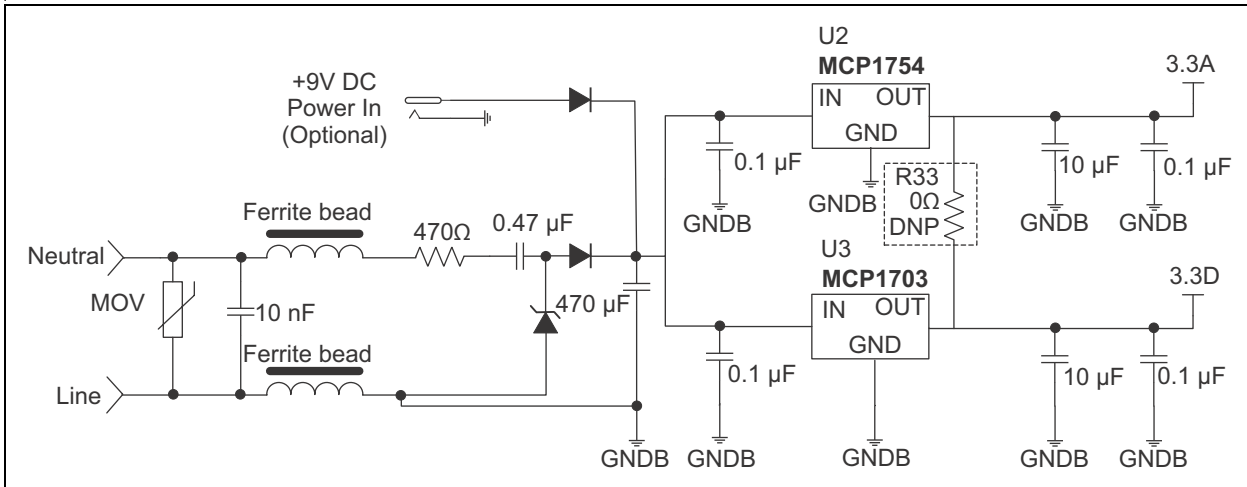 +9V DC
Power In
(Optional)
U2
MCP1754
IN OUT
GND
3.3A
0.1 µF
GNDB
GNDB
R33
0Ω
DNP
10 µF
0.1 µF
GNDB
GNDB
Neutral
Ferrite bead
470Ω
0.47 µF
MOV
10 nF
470 µF
Ferrite bead
Line
GNDB
U3
MCP1703
IN OUT
GND
3.3D
0.1 µF
GNDB
GNDB
10 µF
0.1 µF
GNDB
GNDB